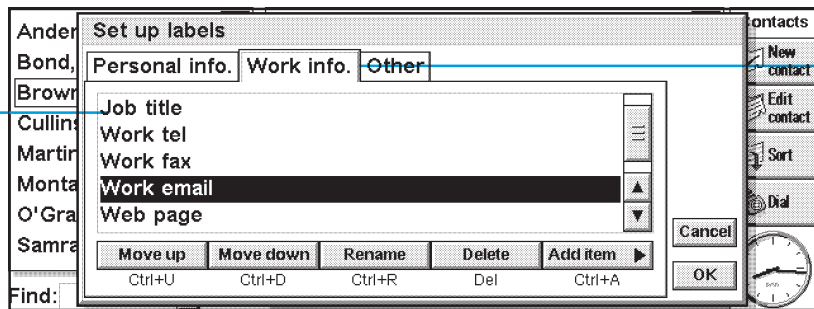 Contacts
Ander
Bond,
Brown
Cullins
Martin
Monta
O'Gra
Samra
Find:
Set up labels
Personal info. Work info. Other
Job title
Work tel
Work fax
Work email
Web page
Move up Move down Rename Delete Add item
Ctrl+U Ctrl+D Ctrl+R Del Ctrl+A
Cancel
OK
New
contact
Edit
contact
Sort
Dial